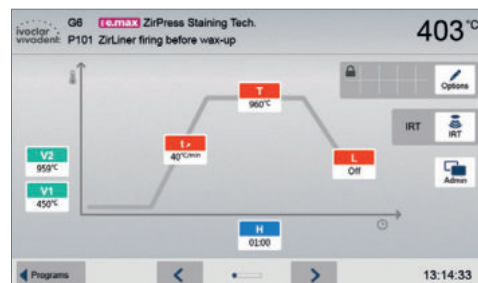 ivoclar
vivadent:
G6 IPS e.max ZirPress Staining Tech.
P101 ZirLiner firing before wax-up
403 °C
T
960°C
Options
IRT
IRT
t↗
40°C/min
V2
959°C
L
Off
Admin
V1
450°C
H
01:00
Programs
13:14:33